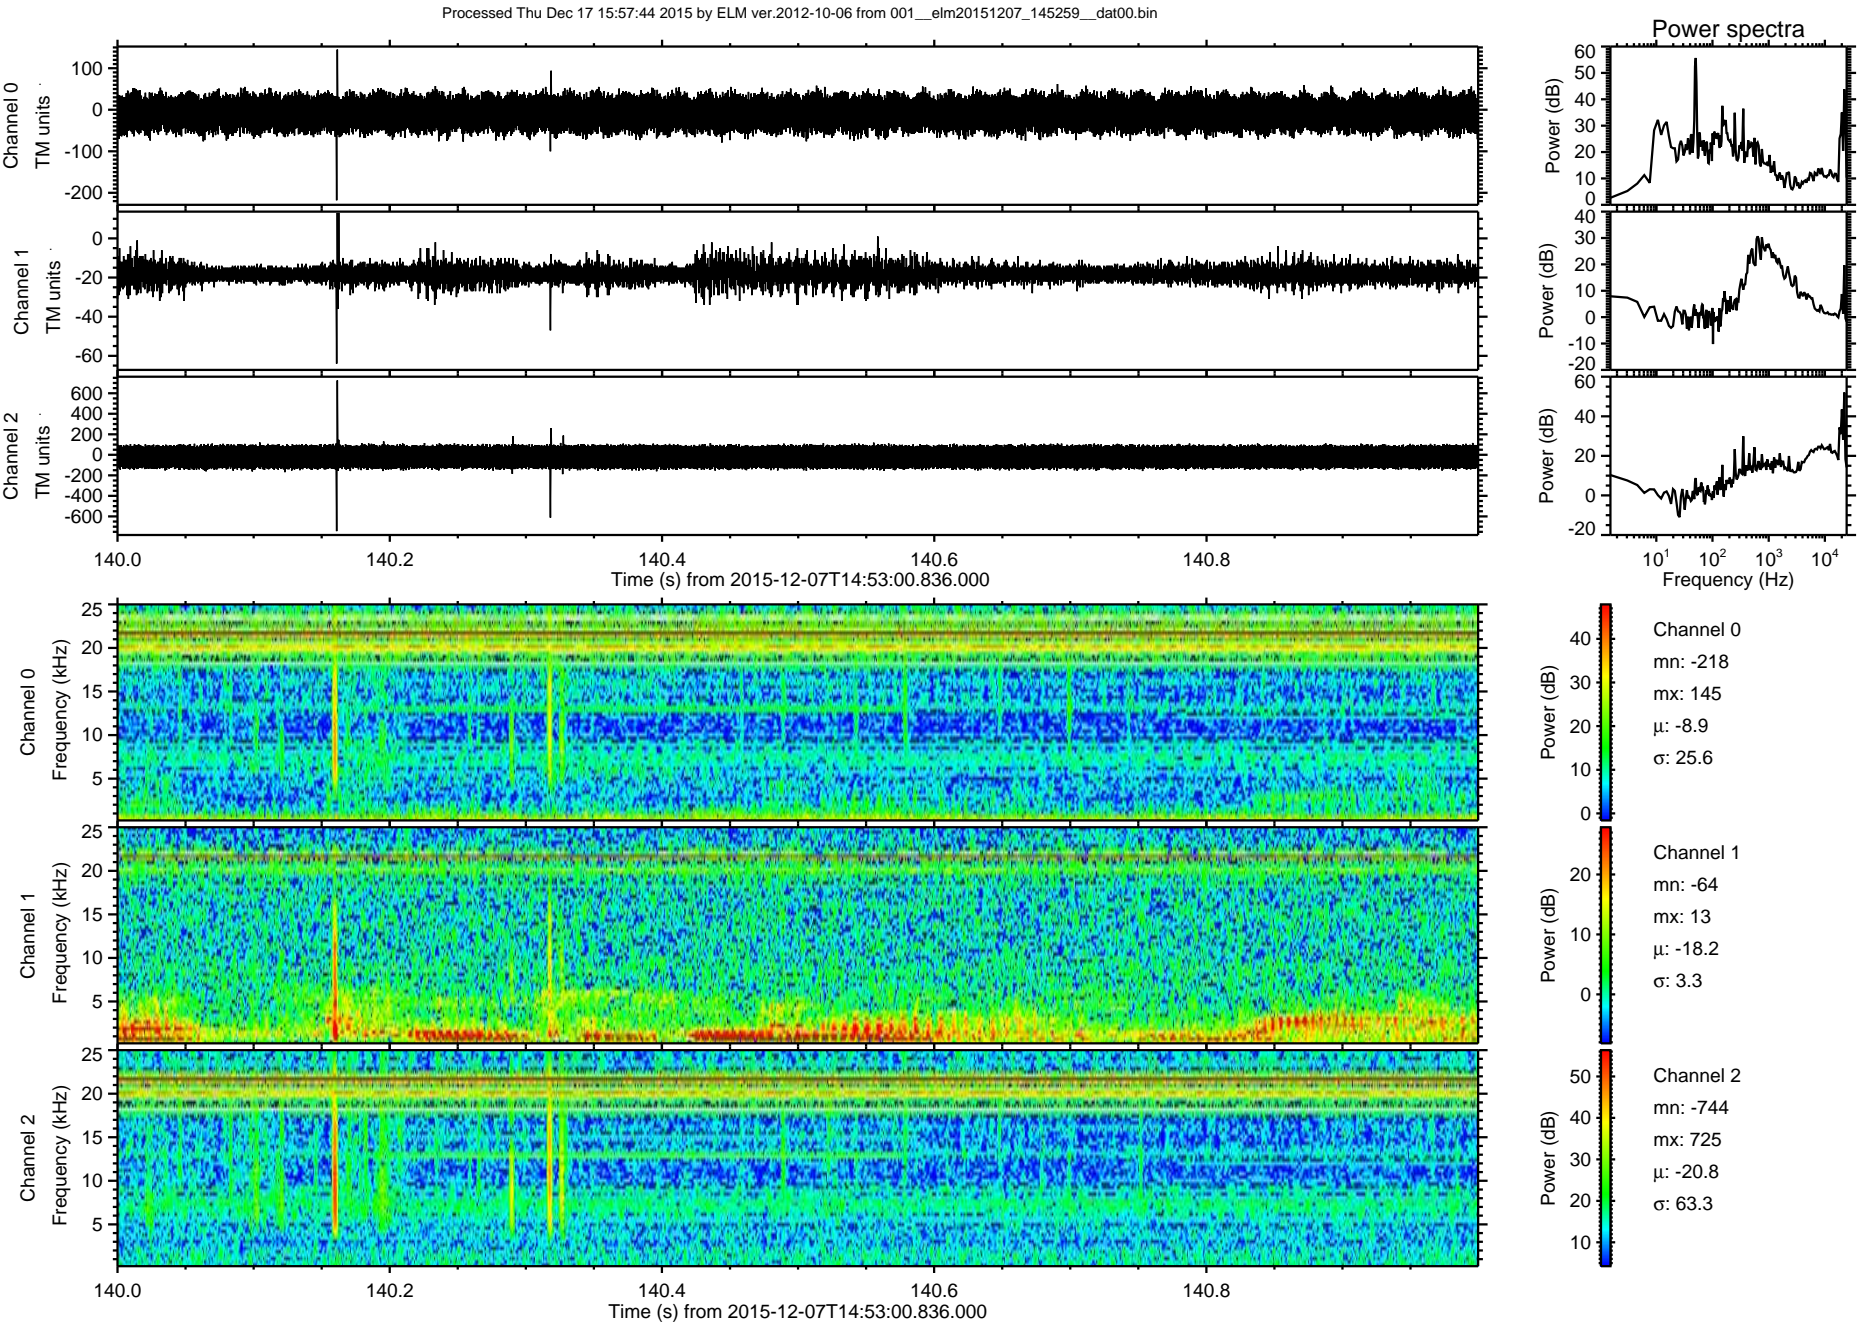 Processed Thu Dec 17 15:57:44 2015 by ELM ver.2012-10-06 from 001__elm20151207_145259__dat00.bin
Power spectra
Channel 0
TM units
100
0
-100
-200
Power (dB)
60
50
40
30
20
10
0
Channel 1
TM units
0
-20
-40
-60
Power (dB)
40
30
20
10
0
-10
-20
Channel 2
TM units
600
400
200
0
-200
-400
-600
Power (dB)
60
40
20
0
-20
140.0 140.2 140.4 140.6 140.8
Time (s) from 2015-12-07T14:53:00.836.000
10^1 10^2 10^3 10^4
Frequency (Hz)
Channel 0
Frequency (kHz)
25
20
15
10
5
Power (dB)
40
30
20
10
0
Channel 0
mn: -218
mx: 145
μ: -8.9
σ: 25.6
Channel 1
Frequency (kHz)
25
20
15
10
5
Power (dB)
20
10
0
Channel 1
mn: -64
mx: 13
μ: -18.2
σ: 3.3
Channel 2
Frequency (kHz)
25
20
15
10
5
Power (dB)
50
40
30
20
10
Channel 2
mn: -744
mx: 725
μ: -20.8
σ: 63.3
140.0 140.2 140.4 140.6 140.8
Time (s) from 2015-12-07T14:53:00.836.000